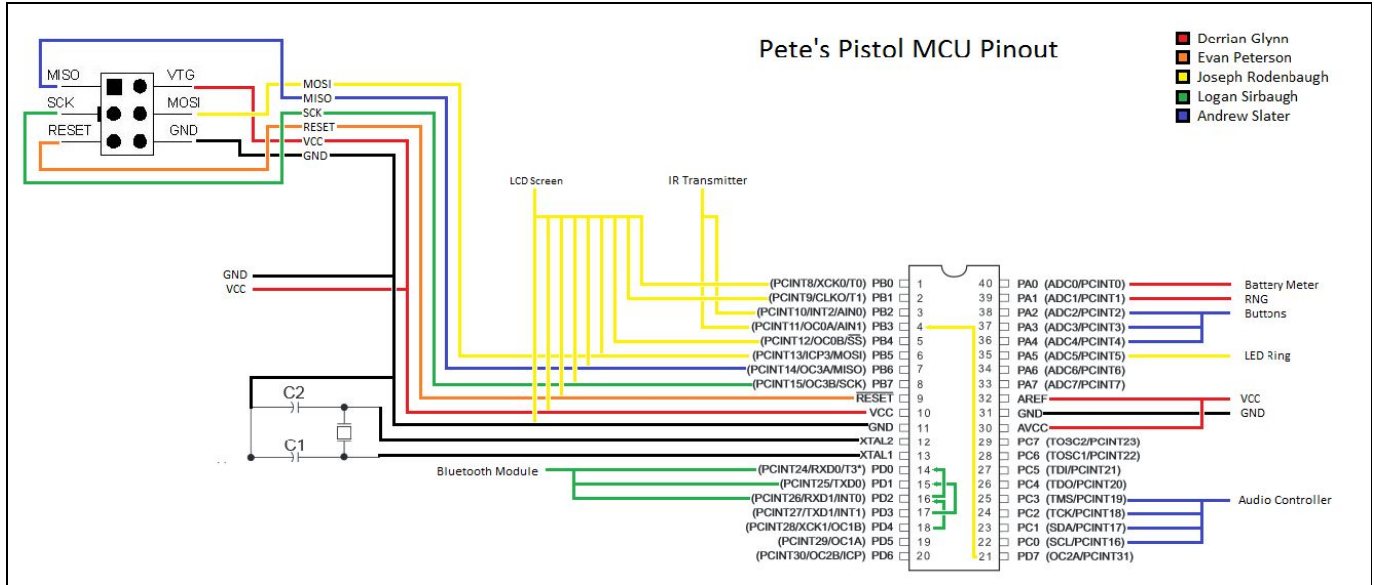 Pete's Pistol MCU Pinout
Derrian Glynn
Evan Peterson
Joseph Rodenbaugh
Logan Sirbaugh
Andrew Slater
MISO VTG
SCK MOSI
RESET GND
MOSI
MISO
SCK
RESET
VCC
GND
LCD Screen
IR Transmitter
GND
VCC
C2
C1
Bluetooth Module
(PCINT8/XCK0/T0) PB0 1
(PCINT9/CLKO/T1) PB1 2
(PCINT10/INT2/AIN0) PB2 3
(PCINT11/OC0A/AIN1) PB3 4
(PCINT12/OC0B/SS) PB4 5
(PCINT13/ICP3/MOSI) PB5 6
(PCINT14/OC3A/MISO) PB6 7
(PCINT15/OC3B/SCK) PB7 8
RESET 9
VCC 10
GND 11
XTAL2 12
XTAL1 13
(PCINT24/RXD0/T3*) PD0 14
(PCINT25/TXD0) PD1 15
(PCINT26/RXD1/INT0) PD2 16
(PCINT27/TXD1/INT1) PD3 17
(PCINT28/XCK1/OC1B) PD4 18
(PCINT29/OC1A) PD5 19
(PCINT30/OC2B/ICP) PD6 20
40 PA0 (ADC0/PCINT0)
39 PA1 (ADC1/PCINT1)
38 PA2 (ADC2/PCINT2)
37 PA3 (ADC3/PCINT3)
36 PA4 (ADC4/PCINT4)
35 PA5 (ADC5/PCINT5)
34 PA6 (ADC6/PCINT6)
33 PA7 (ADC7/PCINT7)
32 AREF
31 GND
30 AVCC
29 PC7 (TOSC2/PCINT23)
28 PC6 (TOSC1/PCINT22)
27 PC5 (TDI/PCINT21)
26 PC4 (TDO/PCINT20)
25 PC3 (TMS/PCINT19)
24 PC2 (TCK/PCINT18)
23 PC1 (SDA/PCINT17)
22 PC0 (SCL/PCINT16)
21 PD7 (OC2A/PCINT31)
Battery Meter
RNG
Buttons
LED Ring
VCC
GND
Audio Controller